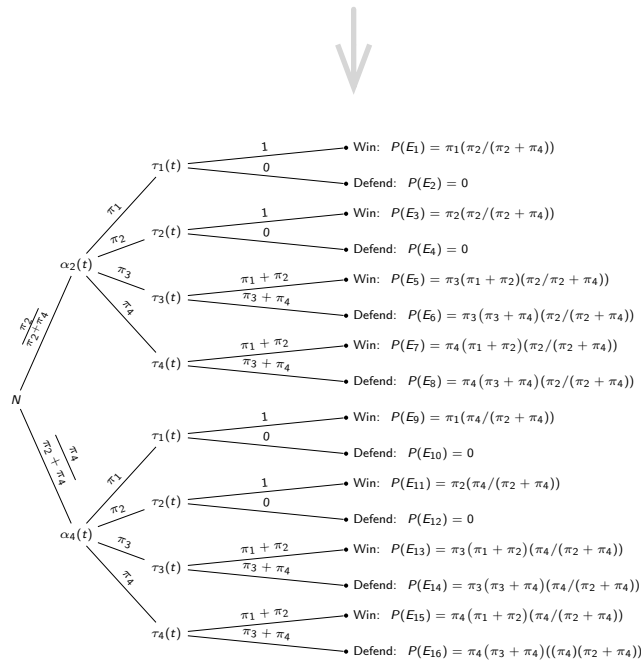 1
Win: P(E₁) = π₁(π₂/(π₂ + π₄))
τ₁(t)
0
Defend: P(E₂) = 0
π₁
1
Win: P(E₃) = π₂(π₂/(π₂ + π₄))
π₂
τ₂(t)
0
Defend: P(E₄) = 0
α₂(t)
π₃
π₁ + π₂
Win: P(E₅) = π₃(π₁ + π₂)(π₂/π₂ + π₄))
τ₃(t)
π₃ + π₄
Defend: P(E₆) = π₃(π₃ + π₄)(π₂/(π₂ + π₄))
π₄
π₁ + π₂
Win: P(E₇) = π₄(π₁ + π₂)(π₂/(π₂ + π₄))
τ₄(t)
π₃ + π₄
Defend: P(E₈) = π₄(π₃ + π₄)(π₂/(π₂ + π₄))
π₂
π₂+π₄
N
π₄
π₂ + π₄
1
Win: P(E₉) = π₁(π₄/(π₂ + π₄))
τ₁(t)
0
Defend: P(E₁₀) = 0
π₁
1
Win: P(E₁₁) = π₂(π₄/(π₂ + π₄))
π₂
τ₂(t)
0
Defend: P(E₁₂) = 0
α₄(t)
π₃
π₁ + π₂
Win: P(E₁₃) = π₃(π₁ + π₂)(π₄/(π₂ + π₄))
τ₃(t)
π₃ + π₄
Defend: P(E₁₄) = π₃(π₃ + π₄)(π₄/(π₂ + π₄))
π₄
π₁ + π₂
Win: P(E₁₅) = π₄(π₁ + π₂)(π₄/(π₂ + π₄))
τ₄(t)
π₃ + π₄
Defend: P(E₁₆) = π₄(π₃ + π₄)((π₄)(π₂ + π₄))